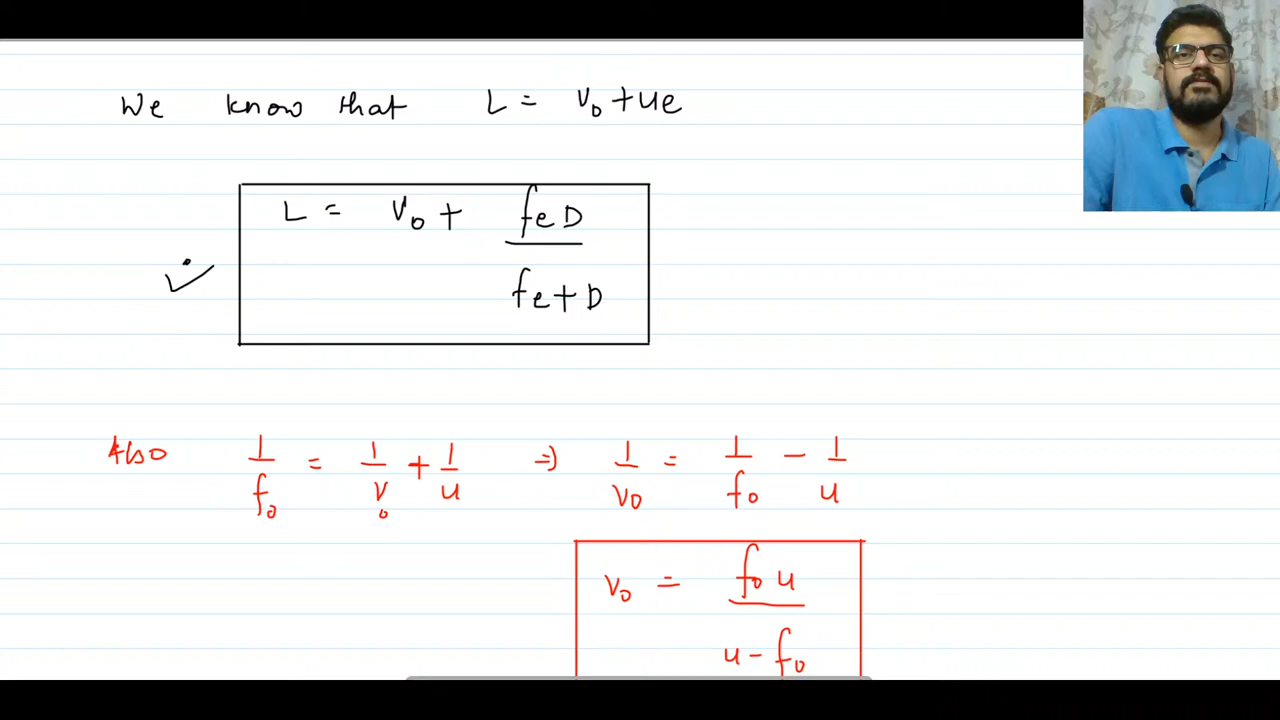 We know that L = v₀ + ue
L = v₀ + feD / fe + D
Also 1/f₀ = 1/v₀ + 1/u ⇒ 1/v₀ = 1/f₀ − 1/u
v₀ = f₀u / u − f₀